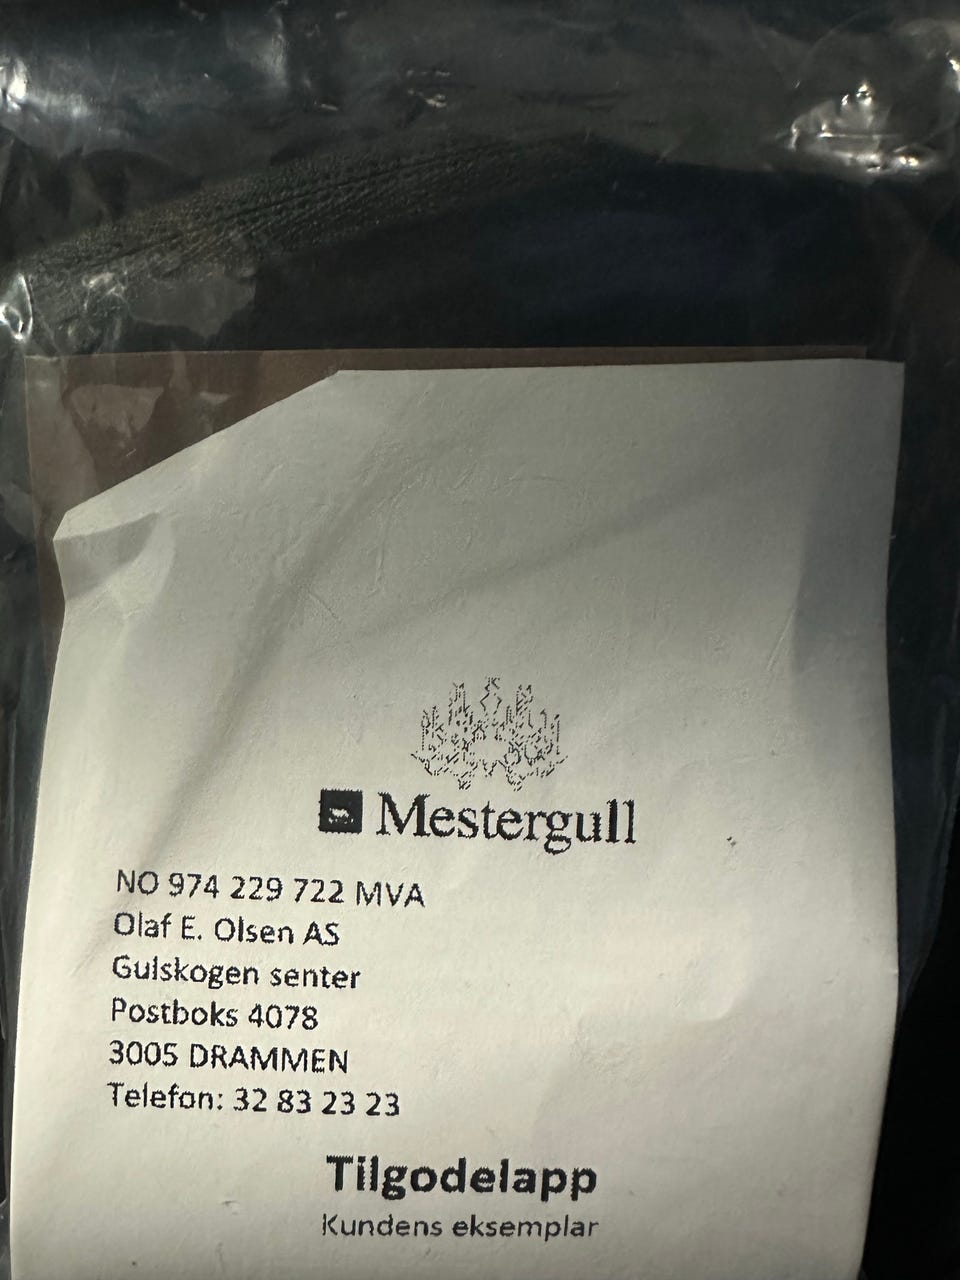 Mestergull
NO 974 229 722 MVA
Olaf E. Olsen AS
Gulskogen senter
Postboks 4078
3005 DRAMMEN
Telefon: 32 83 23 23
Tilgodelapp
Kundens eksemplar